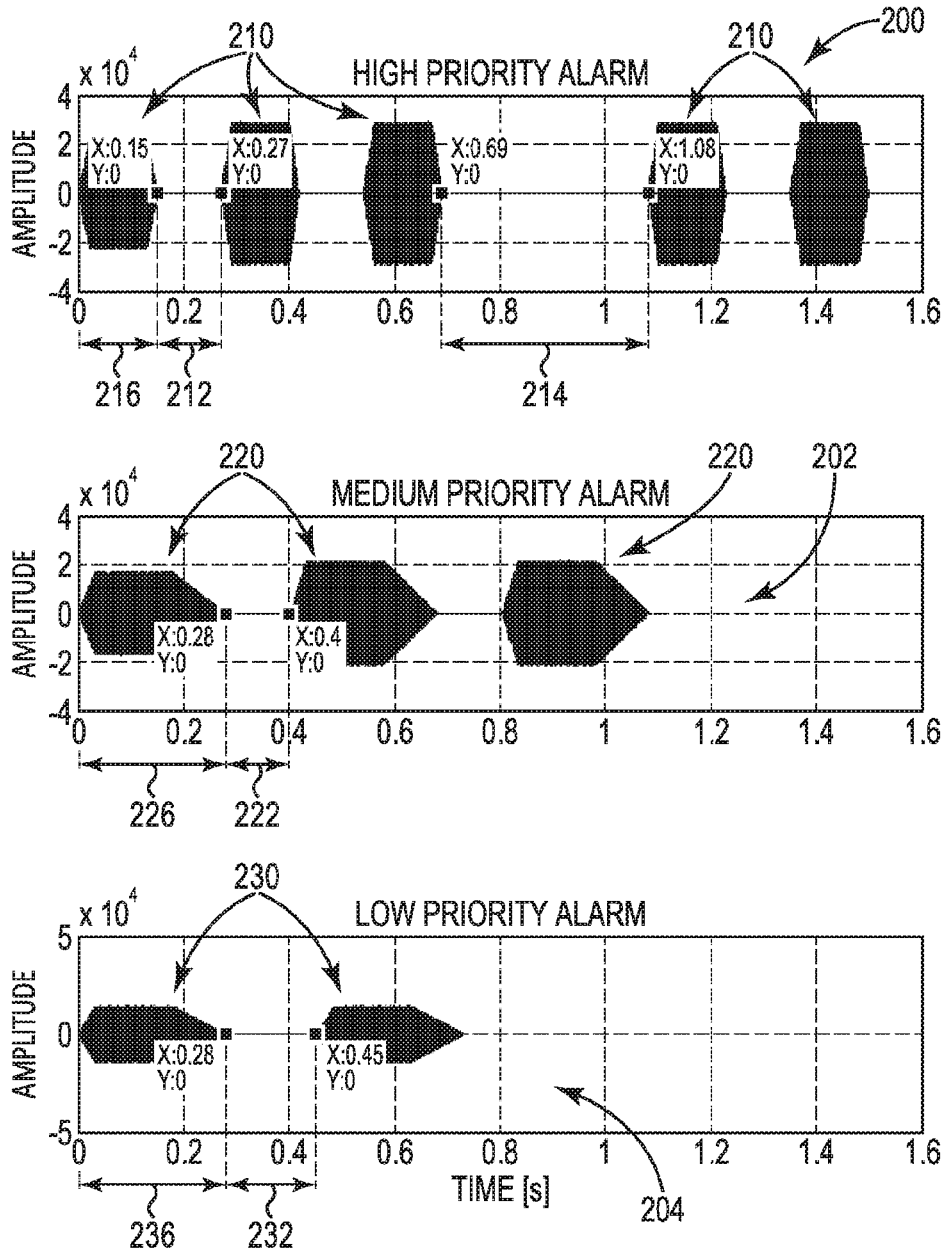 210
210
200
x 10^4
HIGH PRIORITY ALARM
AMPLITUDE
4
2
0
-2
-4
X:0.15
Y:0
X:0.27
Y:0
X:0.69
Y:0
X:1.08
Y:0
0 0.2 0.4 0.6 0.8 1 1.2 1.4 1.6
216 212 214
220
220
202
x 10^4
MEDIUM PRIORITY ALARM
AMPLITUDE
4
2
0
-2
-4
X:0.28
Y:0
X:0.4
Y:0
0 0.2 0.4 0.6 0.8 1 1.2 1.4 1.6
226 222
230
x 10^4
LOW PRIORITY ALARM
AMPLITUDE
5
0
-5
X:0.28
Y:0
X:0.45
Y:0
0 0.2 0.4 0.6 0.8 1 1.2 1.4 1.6
TIME [s]
236 232 204